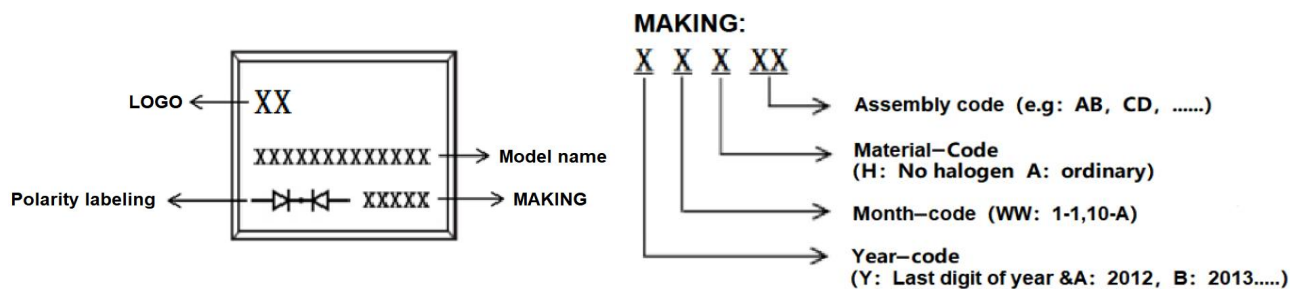 LOGO
XX
XXXXXXXXXXXXX
Model name
Polarity labeling
XXXXX
MAKING
MAKING:
X X X XX
Assembly code (e.g: AB, CD, ......)
Material-Code
(H: No halogen A: ordinary)
Month-code (WW: 1-1,10-A)
Year-code
(Y: Last digit of year &A: 2012, B: 2013.....)